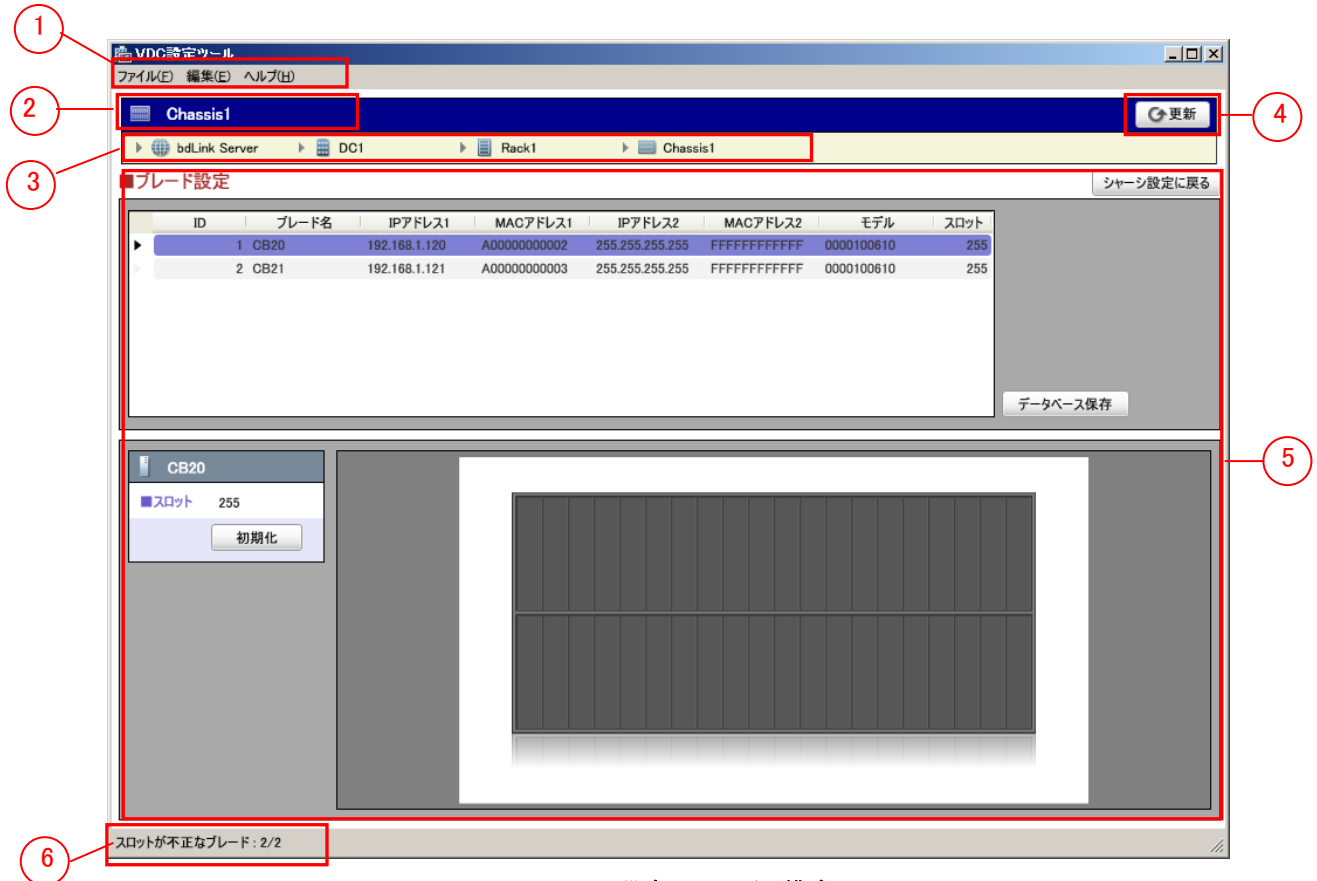 1
VDC設定ツール
ファイル(F) 編集(E) ヘルプ(H)
2
Chassis1
更新
4
3
bdLink Server DC1 Rack1 Chassis1
■ブレード設定
シャーシ設定に戻る
ID ブレード名 IPアドレス1 MACアドレス1 IPアドレス2 MACアドレス2 モデル スロット
1 CB20 192.168.1.120 A00000000002 255.255.255.255 FFFFFFFFFFFF 0000100610 255
2 CB21 192.168.1.121 A00000000003 255.255.255.255 FFFFFFFFFFFF 0000100610 255
データベース保存
5
CB20
■スロット 255
初期化
スロットが不正なブレード : 2/2
6